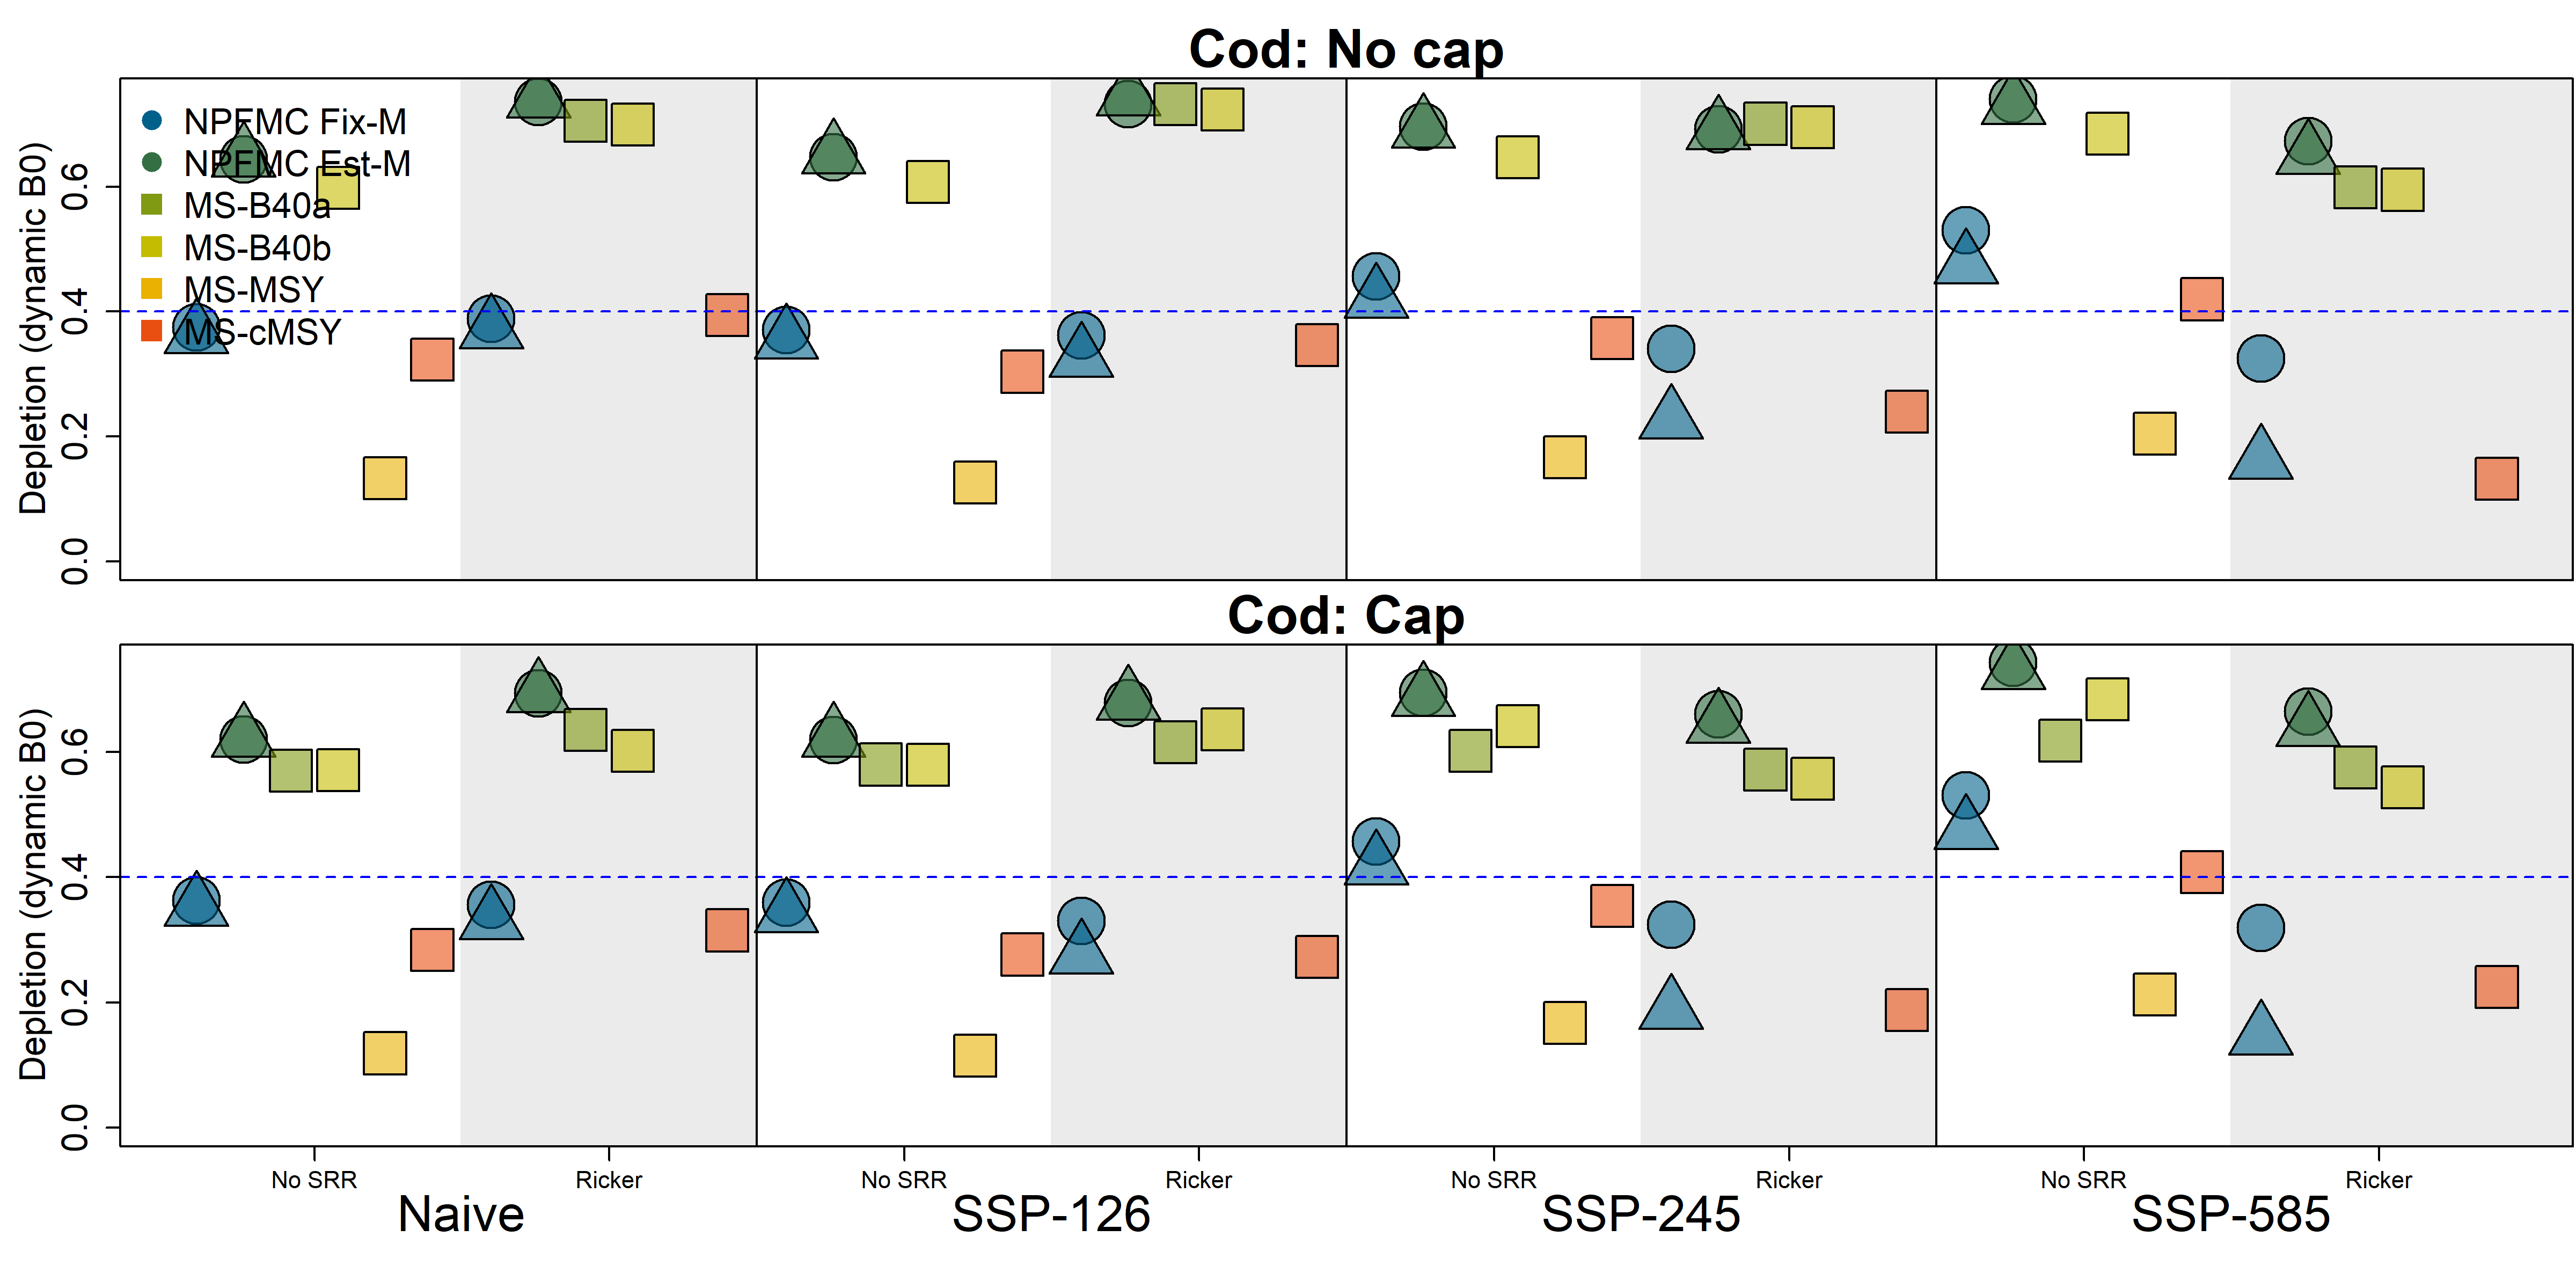 Cod: No cap
Depletion (dynamic B0)
0.6
0.4
0.2
0.0
NPFMC Fix-M
NPFMC Est-M
MS-B40a
MS-B40b
MS-MSY
MS-cMSY
Cod: Cap
Depletion (dynamic B0)
0.6
0.4
0.2
0.0
No SRR Ricker No SRR Ricker No SRR Ricker No SRR Ricker
Naive SSP-126 SSP-245 SSP-585